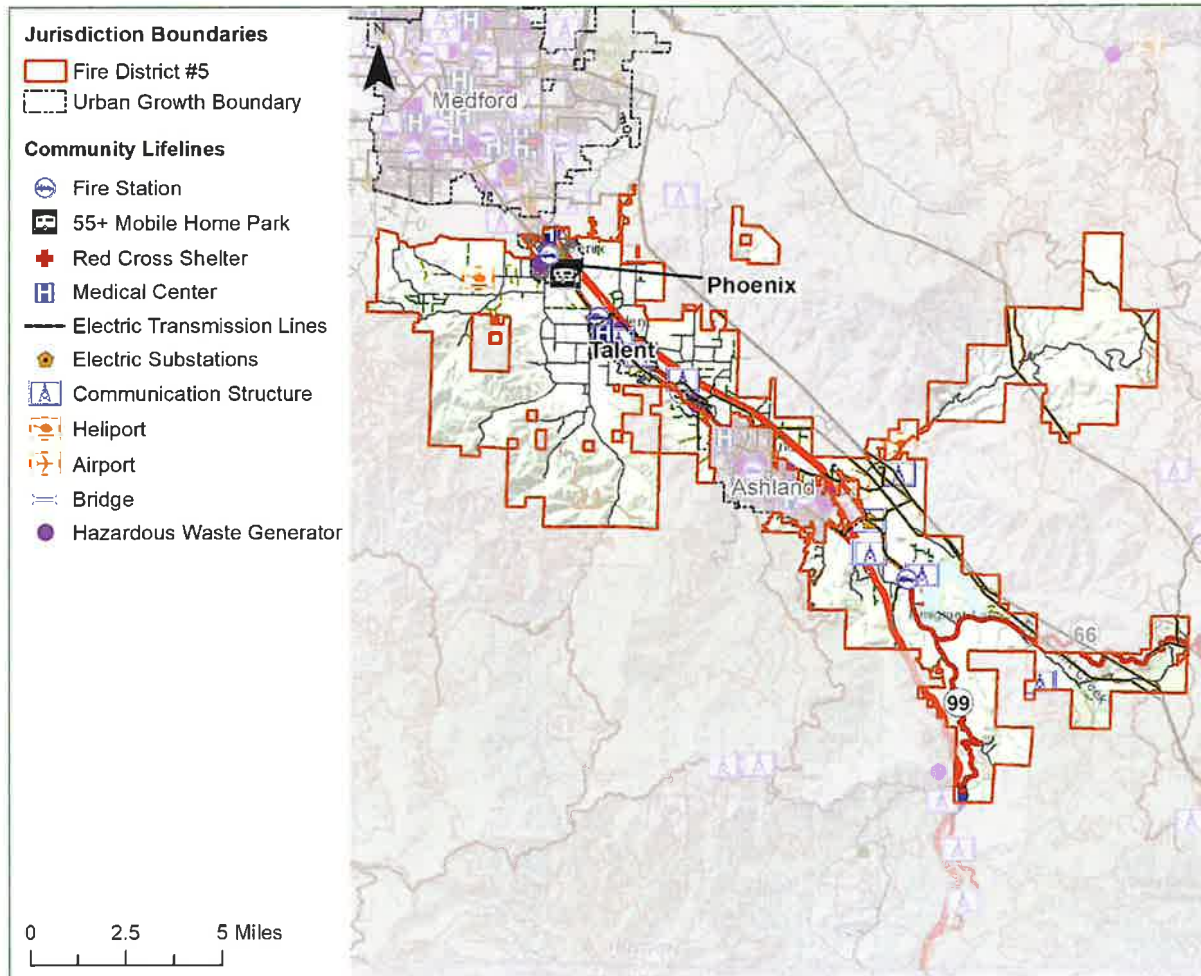 Jurisdiction Boundaries
Fire District #5
Urban Growth Boundary
Community Lifelines
Fire Station
55+ Mobile Home Park
Red Cross Shelter
H
Medical Center
Electric Transmission Lines
Electric Substations
Communication Structure
Heliport
Airport
Bridge
Hazardous Waste Generator
0 2.5 5 Miles
N
Medford
Phoenix
Talent
Ashland
66
Creek
99